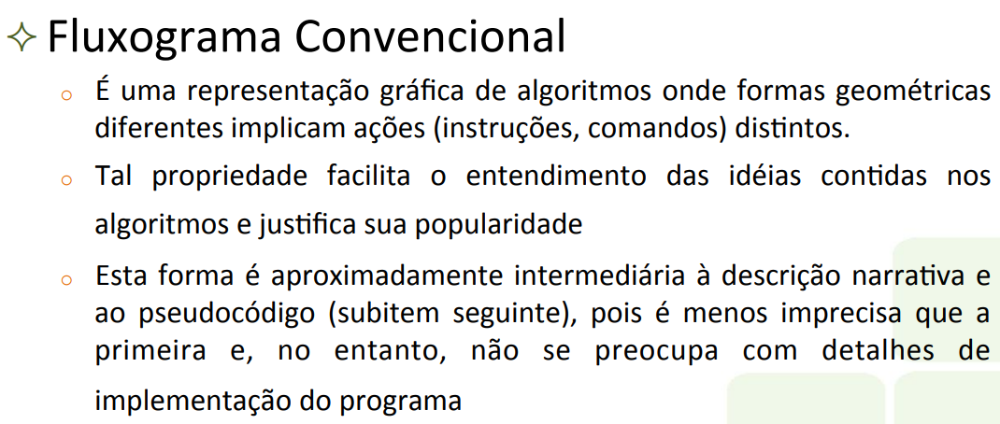 Fluxograma Convencional
É uma representação gráfica de algoritmos onde formas geométricas
diferentes implicam ações (instruções, comandos) distintos.
Tal propriedade facilita o entendimento das idéias contidas nos
algoritmos e justifica sua popularidade
Esta forma é aproximadamente intermediária à descrição narrativa e
ao pseudocódigo (subitem seguinte), pois é menos imprecisa que a
primeira e, no entanto, não se preocupa com detalhes de
implementação do programa